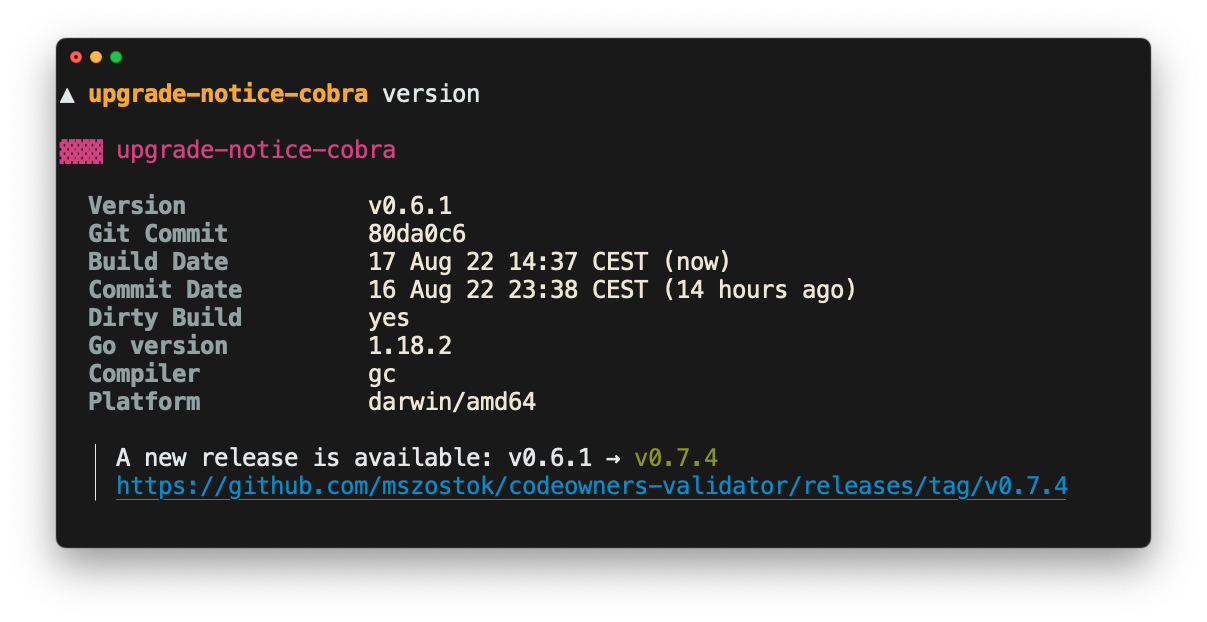 ▲ upgrade-notice-cobra version
▓▓▓ upgrade-notice-cobra
Version v0.6.1
Git Commit 80da0c6
Build Date 17 Aug 22 14:37 CEST (now)
Commit Date 16 Aug 22 23:38 CEST (14 hours ago)
Dirty Build yes
Go version 1.18.2
Compiler gc
Platform darwin/amd64
A new release is available: v0.6.1 → v0.7.4
https://github.com/mszostok/codeowners-validator/releases/tag/v0.7.4